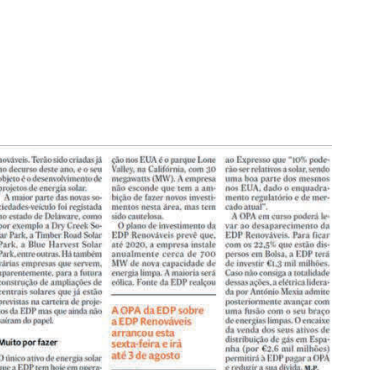 nováveis. Terão sido criadas já
no decurso deste ano, e o seu
objeto é o desenvolvimento de
projetos de energia solar.
A maior parte das novas so-
ciedades-veículo foi registada
no estado de Delaware, como
por exemplo a Dry Creek So-
lar Park, a Timber Road Solar
Park, a Blue Harvest Solar
Park, entre outras. Há também
várias empresas que servem,
aparentemente, para a futura
construção de ampliações de
centrais solares que já estão
previstas na carteira de proje-
tos da EDP mas que ainda não
saíram do papel.
Muito por fazer
O único ativo de energia solar
que a EDP tem hoje em opera-
ção nos EUA é o parque Lone
Valley, na Califórnia, com 30
megawatts (MW). A empresa
não esconde que tem a am-
bição de fazer novos investi-
mentos nesta área, mas tem
sido cautelosa.
O plano de investimento da
EDP Renováveis prevê que,
até 2020, a empresa instale
anualmente cerca de 700
MW de nova capacidade de
energia limpa. A maioria será
eólica. Fonte da EDP realçou
A OPA da EDP sobre
a EDP Renováveis
arrancou esta
sexta-feira e irá
até 3 de agosto
ao Expresso que “10% pode-
rão ser relativos a solar, sendo
uma boa parte dos mesmos
nos EUA, dado o enquadra-
mento regulatório e de mer-
cado atual”.
A OPA em curso poderá le-
var ao desaparecimento da
EDP Renováveis. Para ficar
com os 22,5% que estão dis-
persos em Bolsa, a EDP terá
de investir €1,3 mil milhões.
Caso não consiga a totalidade
dessas ações, a elétrica lidera-
da por António Mexia admite
posteriormente avançar com
uma fusão com o seu braço
de energias limpas. O encaixe
da venda dos seus ativos de
distribuição de gás em Espa-
nha (por €2,6 mil milhões)
permitirá à EDP pagar a OPA
e reduzir a sua dívida. M.P.